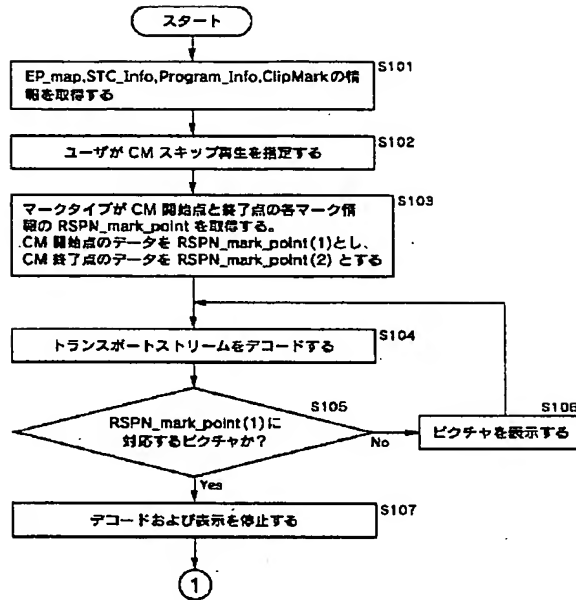 スタート
S101
EP_map,STC_Info,Program_Info,ClipMarkの情
報を取得する
S102
ユーザが CM スキップ再生を指定する
S103
マークタイプが CM 開始点と終了点の各マーク情
報の RSPN_mark_point を取得する。
CM 開始点のデータを RSPN_mark_point(1)とし、
CM 終了点のデータを RSPN_mark_point(2) とする
S104
トランスポートストリームをデコードする
S105
RSPN_mark_point(1)に
対応するピクチャか?
No
S106
ピクチャを表示する
Yes
S107
デコードおよび表示を停止する
1